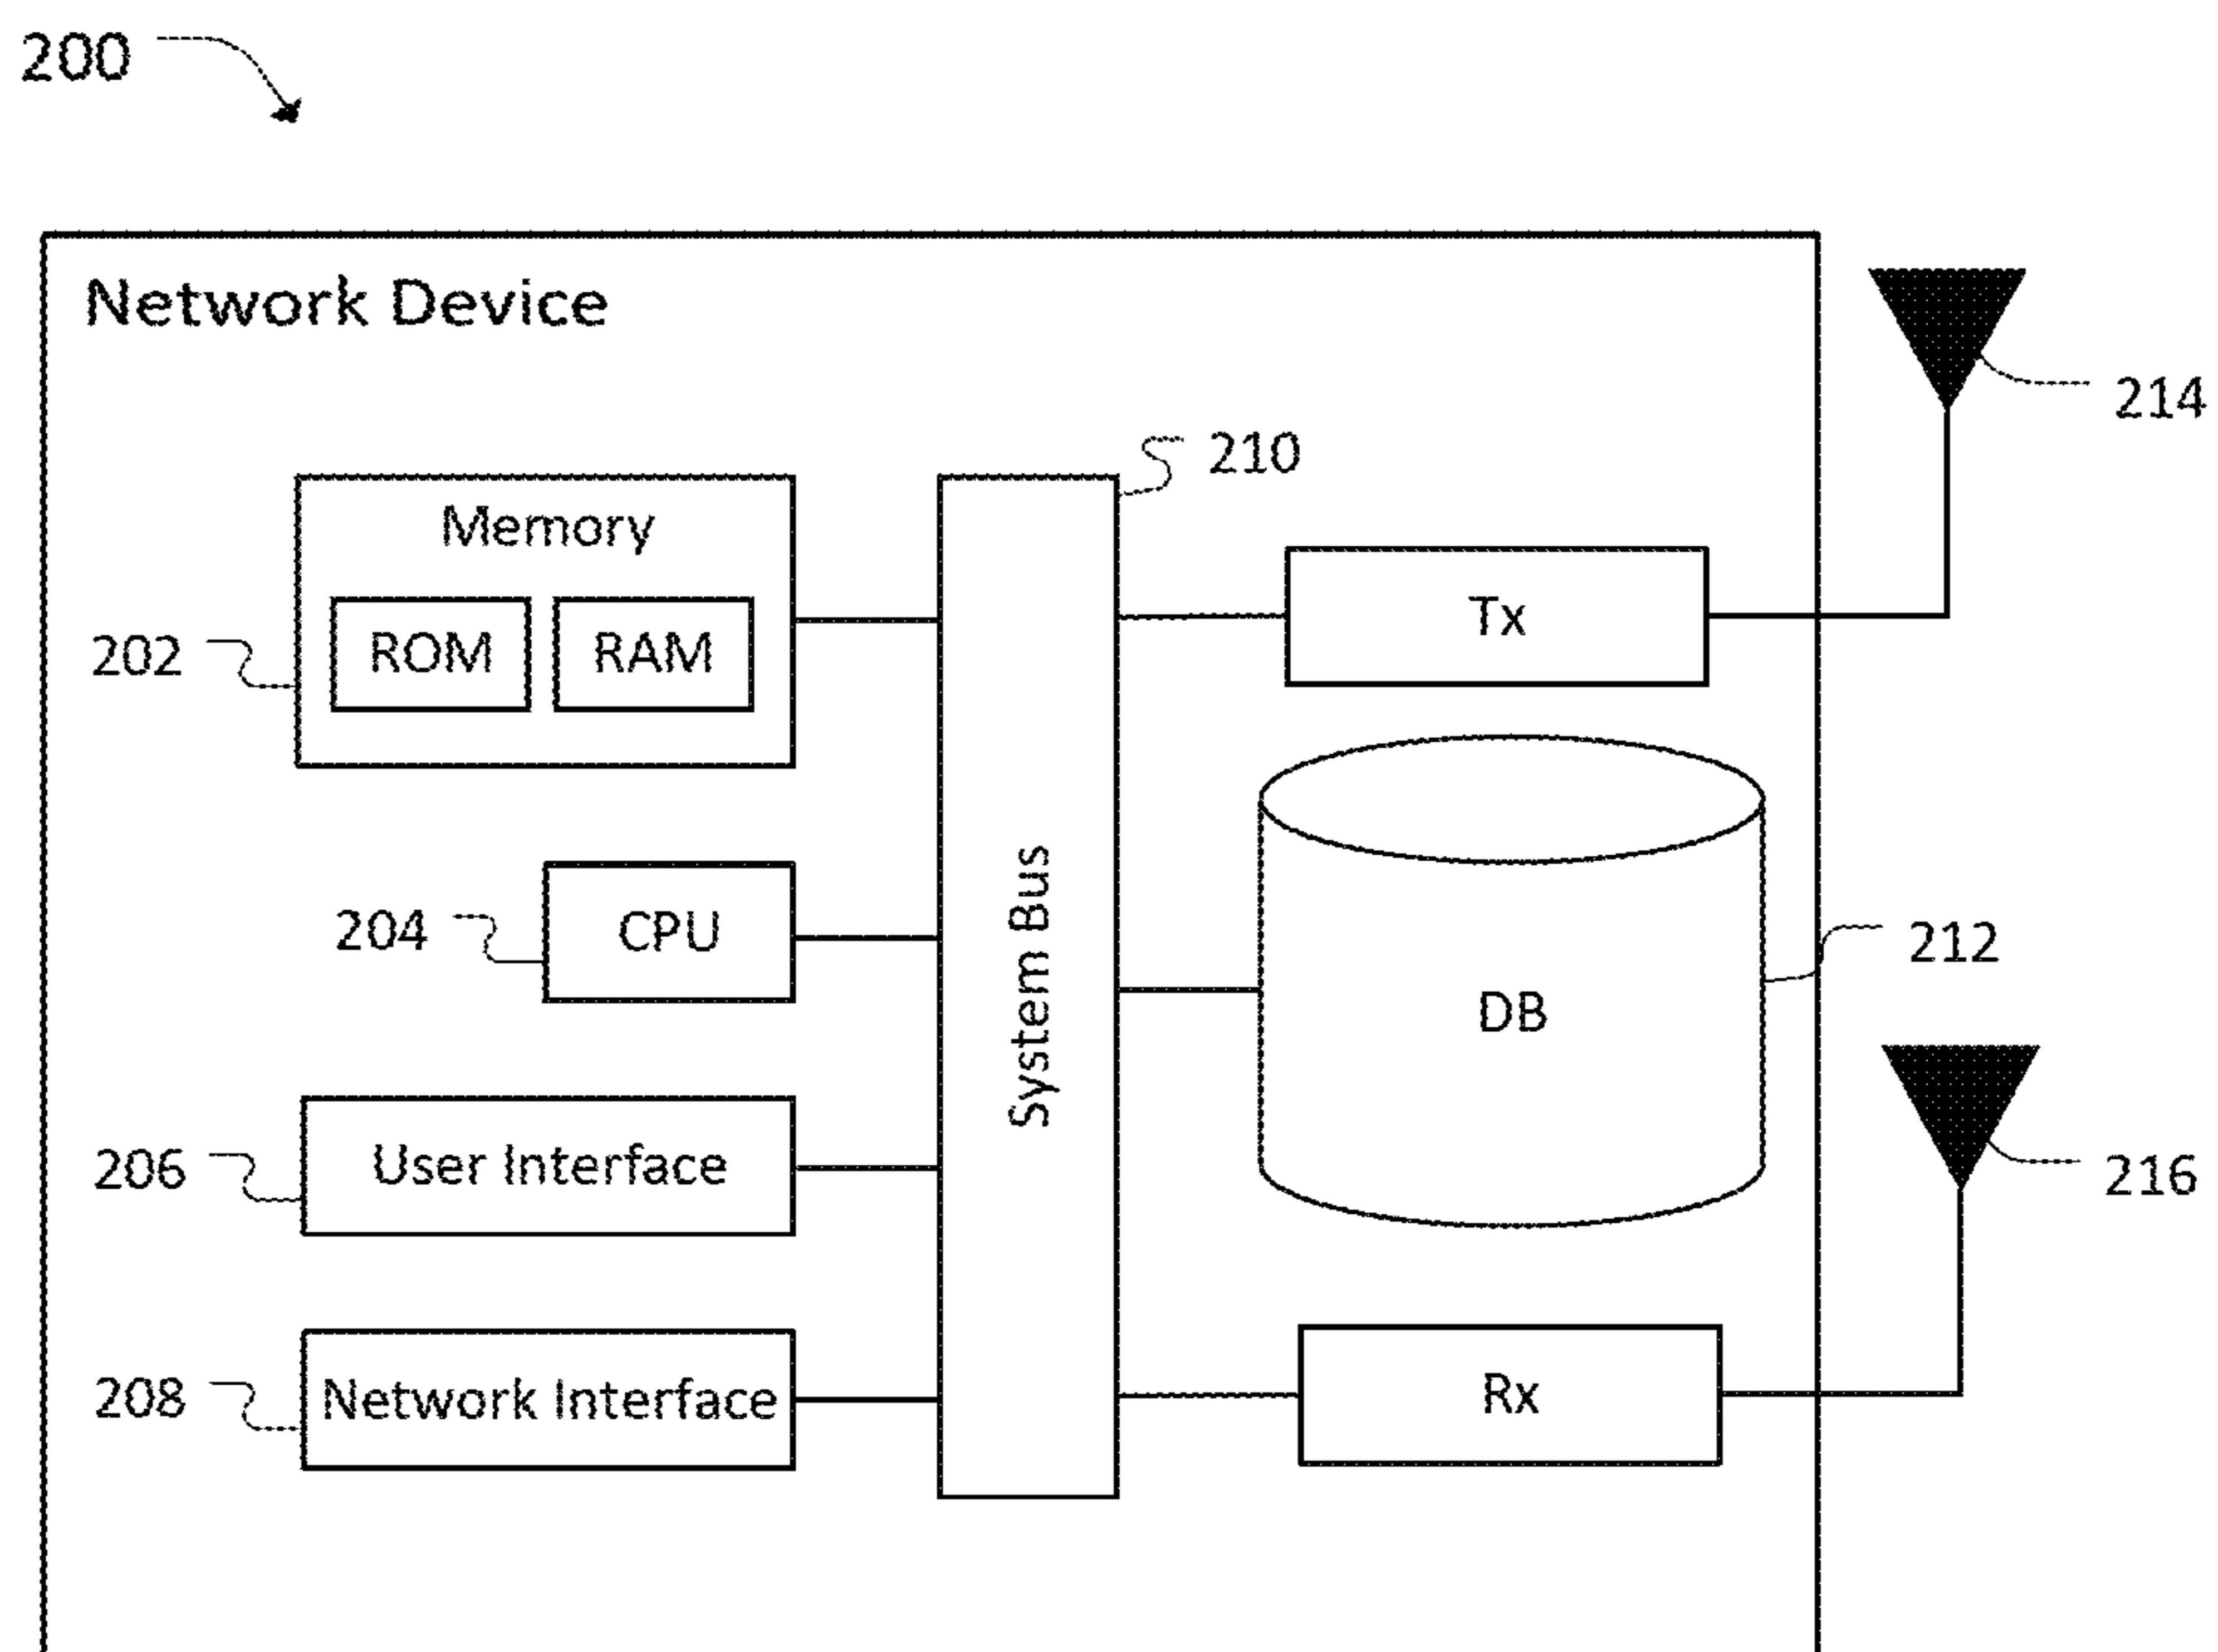 200
Network Device
214
210
Memory
Tx
ROM
RAM
202
204
CPU
System Bus
212
DB
206
User Interface
216
208
Network Interface
Rx